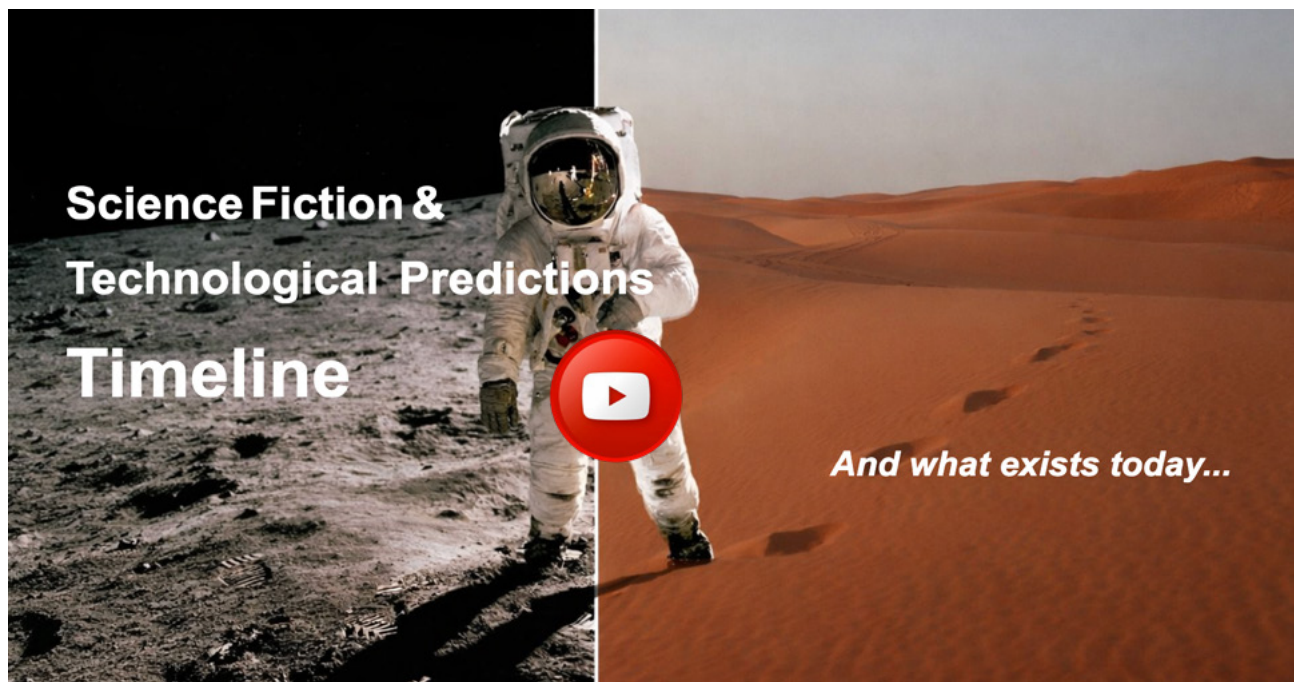 Science Fiction &
Technological Predictions
Timeline
And what exists today...